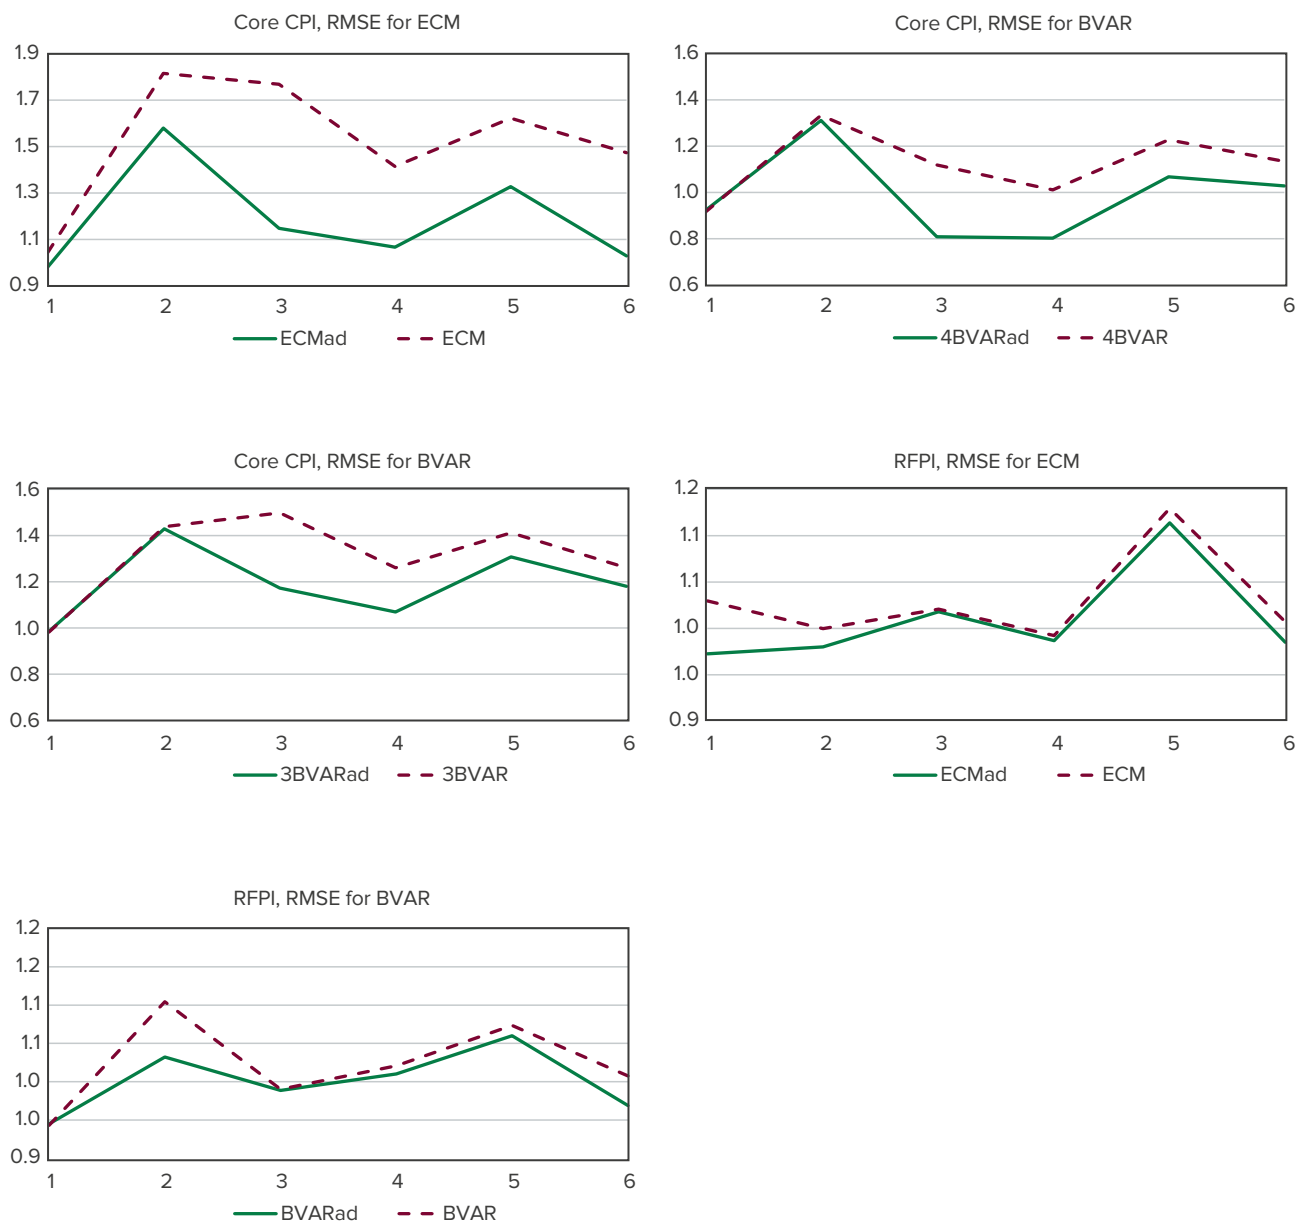 Core CPI, RMSE for ECM
1.9
1.7
1.5
1.3
1.1
0.9
1 2 3 4 5 6
ECMad ECM
Core CPI, RMSE for BVAR
1.6
1.4
1.2
1.0
0.8
0.6
1 2 3 4 5 6
4BVARad 4BVAR
Core CPI, RMSE for BVAR
1.6
1.4
1.2
1.0
0.8
0.6
1 2 3 4 5 6
3BVARad 3BVAR
RFPI, RMSE for ECM
1.2
1.1
1.1
1.0
1.0
0.9
1 2 3 4 5 6
ECMad ECM
RFPI, RMSE for BVAR
1.2
1.2
1.1
1.1
1.0
1.0
0.9
1 2 3 4 5 6
BVARad BVAR